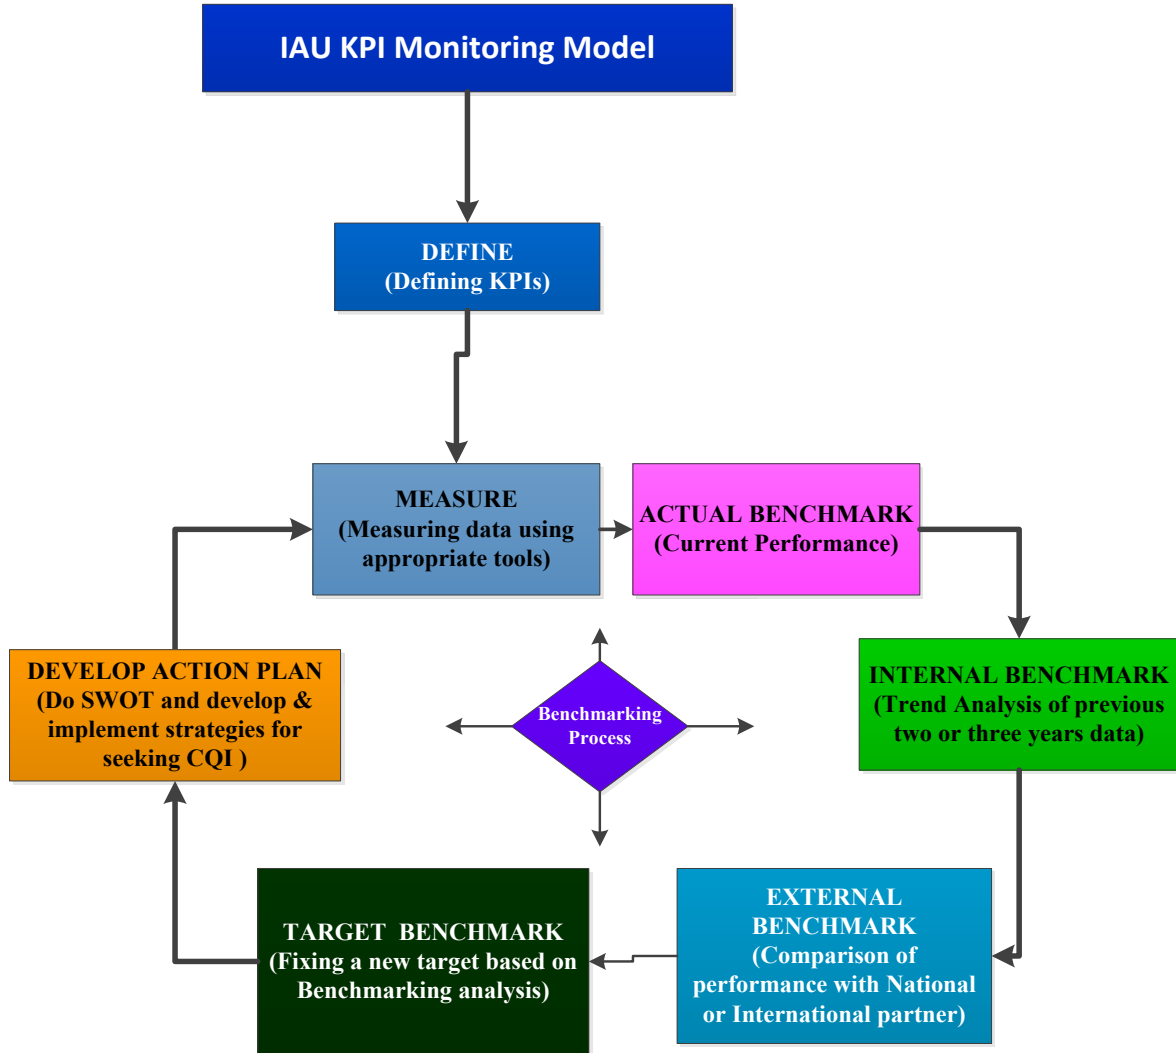 IAU KPI Monitoring Model
DEFINE
(Defining KPIs)
MEASURE
(Measuring data using
appropriate tools)
ACTUAL BENCHMARK
(Current Performance)
DEVELOP ACTION PLAN
(Do SWOT and develop &
implement strategies for
seeking CQI )
Benchmarking
Process
INTERNAL BENCHMARK
(Trend Analysis of previous
two or three years data)
TARGET BENCHMARK
(Fixing a new target based on
Benchmarking analysis)
EXTERNAL
BENCHMARK
(Comparison of
performance with National
or International partner)